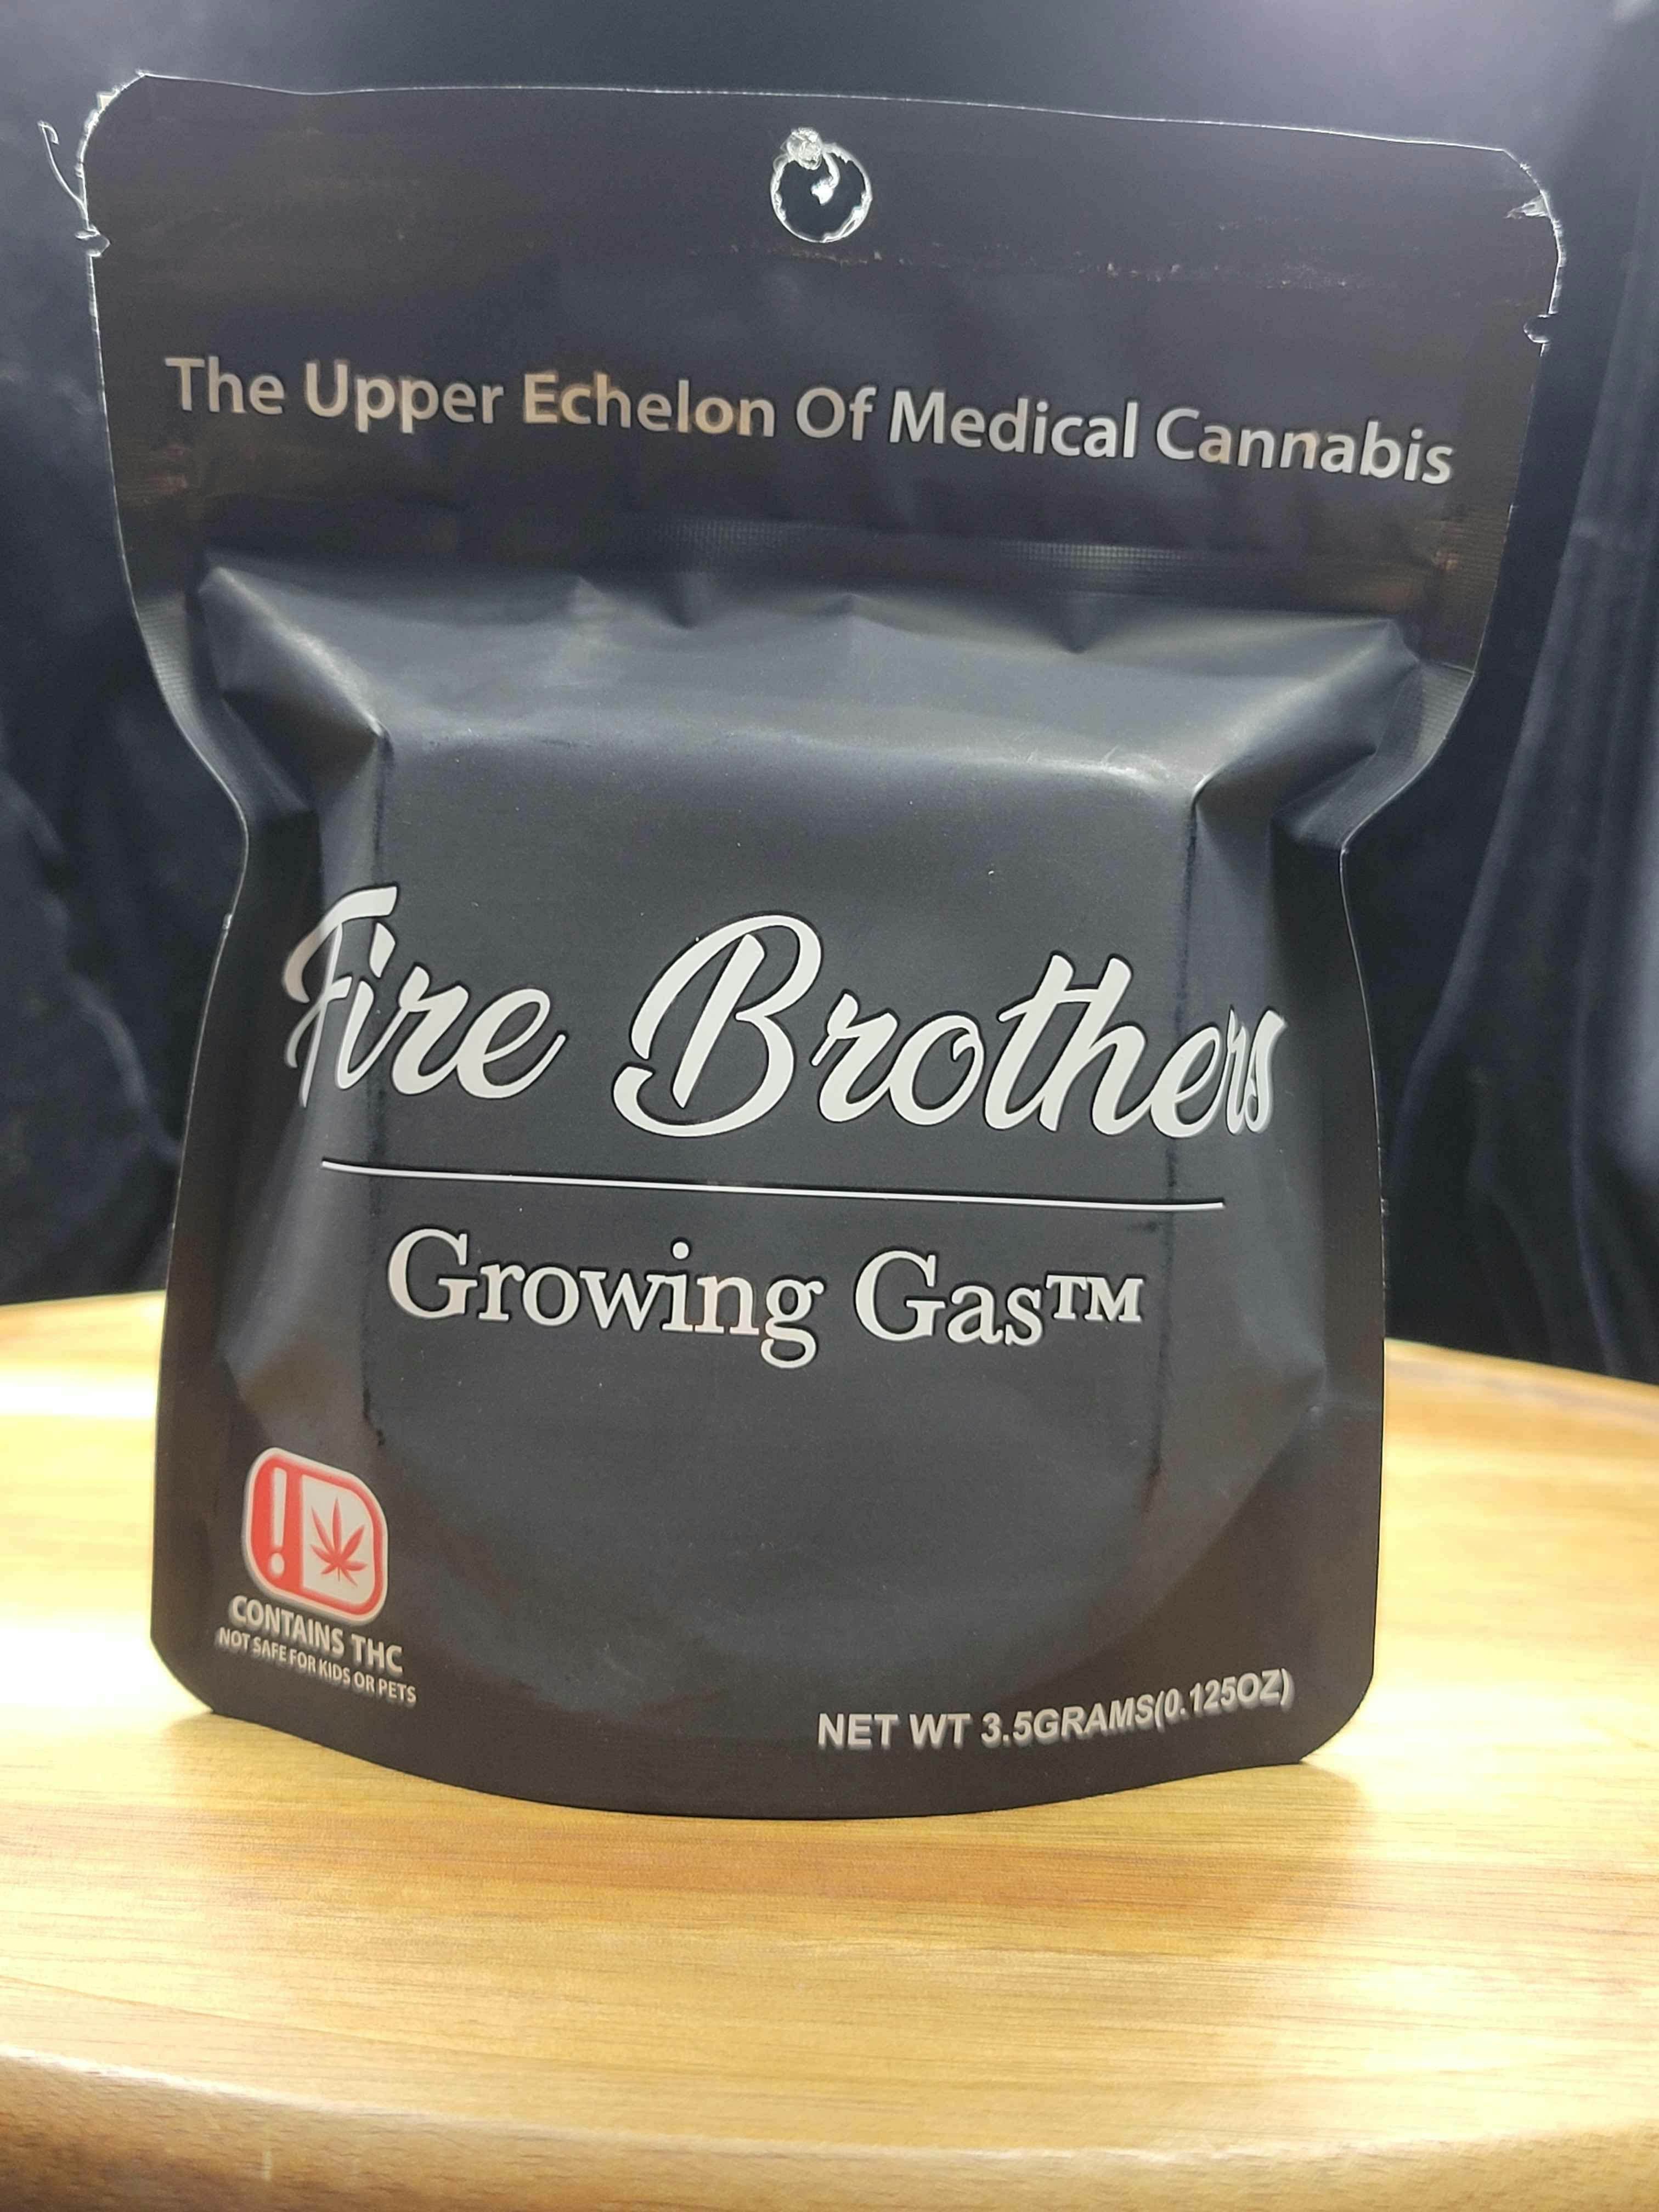 The Upper Echelon Of Medical Cannabis
Fire Brothers
Growing Gas™
!
CONTAINS THC
NOT SAFE FOR KIDS OR PETS
NET WT 3.5GRAMS(0.125OZ)